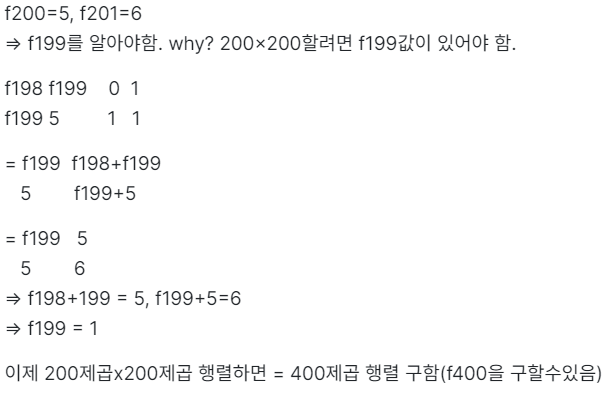 f200=5, f201=6
⇒ f199를 알아야함. why? 200×200할려면 f199값이 있어야 함.
f198 f199 0 1
f199 5 1 1
= f199 f198+f199
5 f199+5
= f199 5
5 6
⇒ f198+199 = 5, f199+5=6
⇒ f199 = 1
이제 200제곱x200제곱 행렬하면 = 400제곱 행렬 구함(f400을 구할수있음)